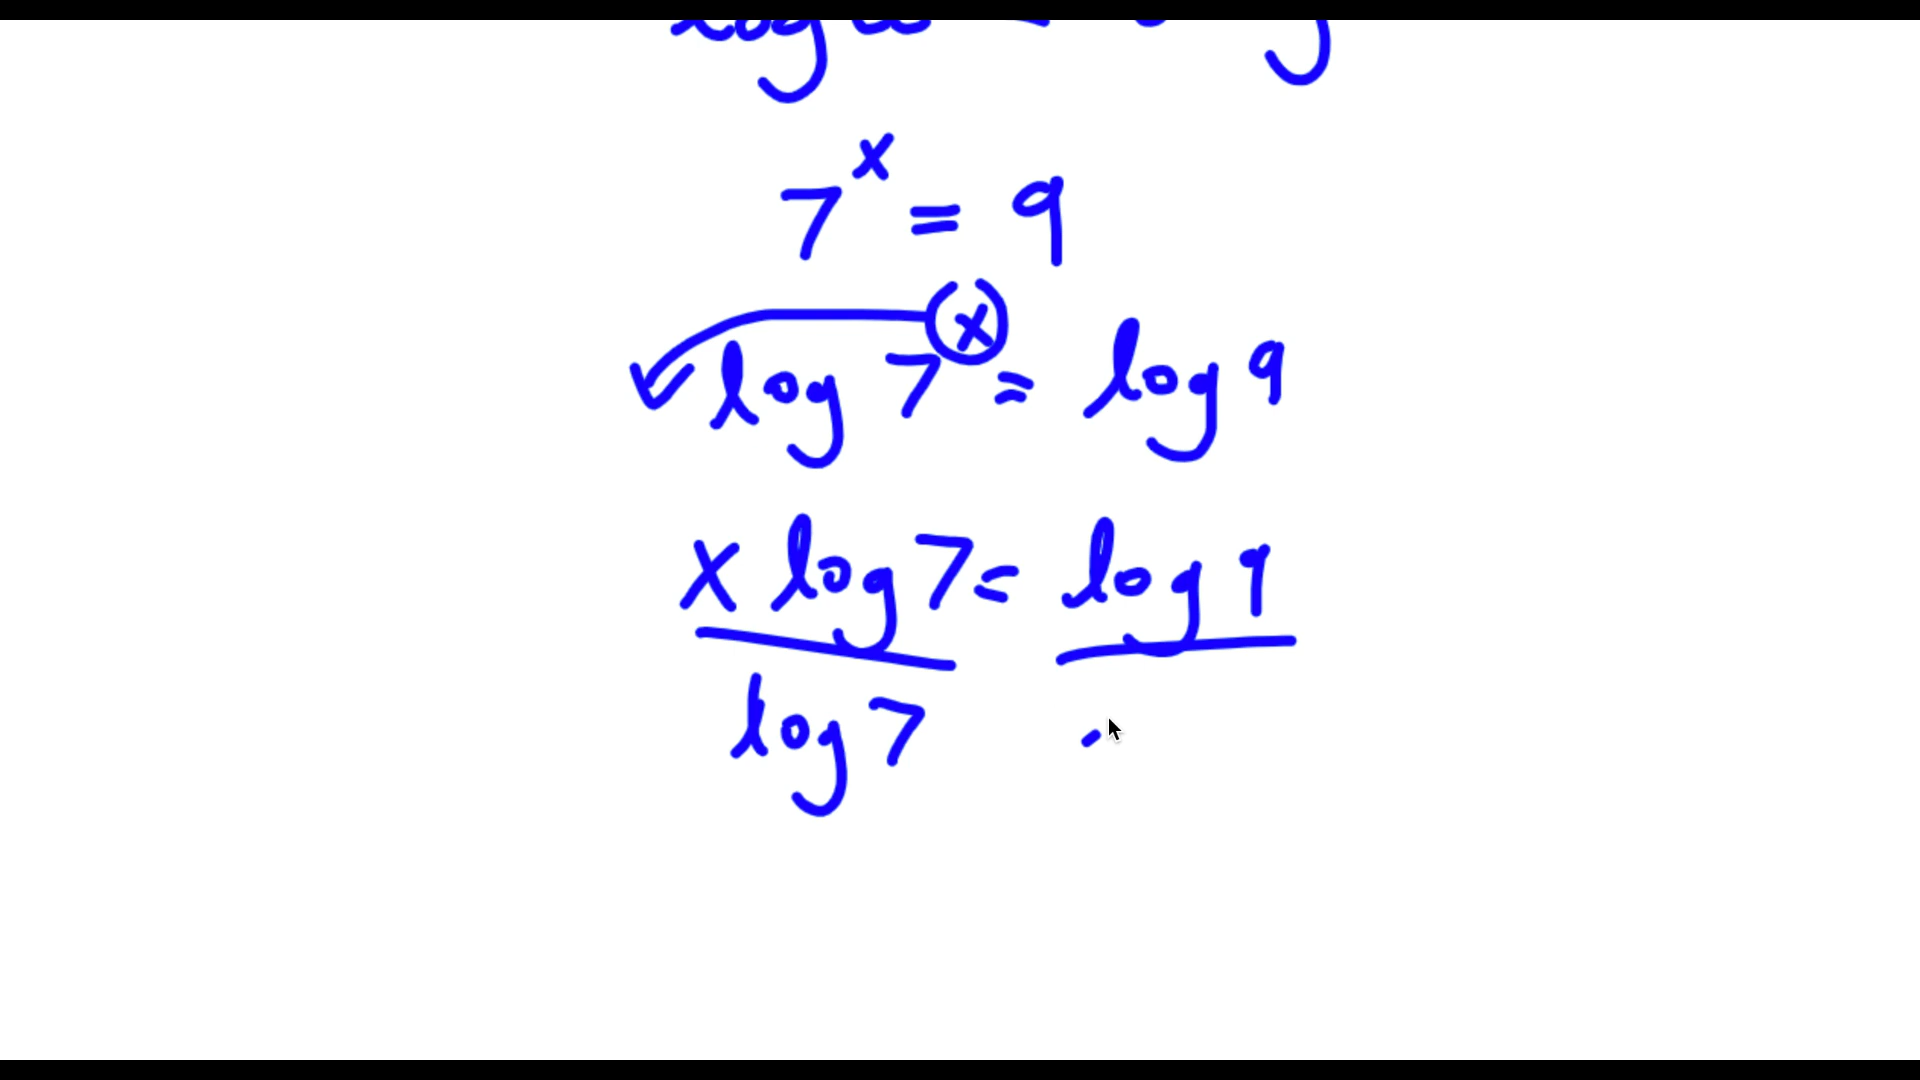 7^x = 9
log 7^(x) = log 9
x log 7 = log 9
log 7